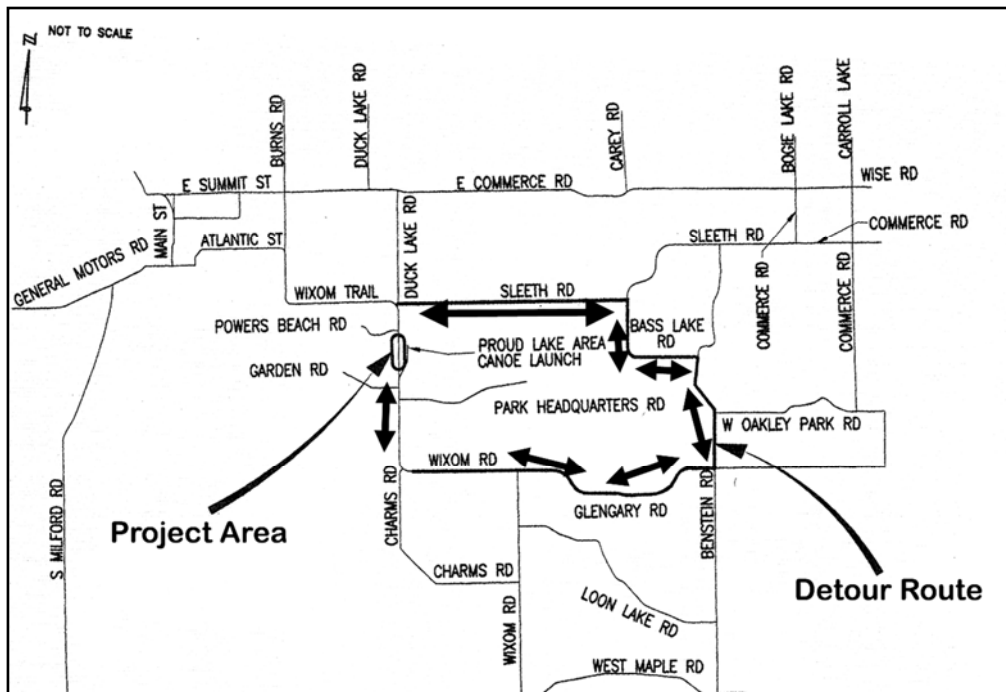 NOT TO SCALE
BURNS RD
DUCK LAKE RD
CAREY RD
BOGIE LAKE RD
CARROLL LAKE
E SUMMIT ST
E COMMERCE RD
WISE RD
MAIN ST
ATLANTIC ST
DUCK LAKE RD
SLEETH RD
COMMERCE RD
GENERAL MOTORS RD
WIXOM TRAIL
SLEETH RD
COMMERCE RD
COMMERCE RD
POWERS BEACH RD
BASS LAKE
RD
PROUD LAKE AREA
CANOE LAUNCH
GARDEN RD
PARK HEADQUARTERS RD
W OAKLEY PARK RD
WIXOM RD
CHARMS RD
GLENGARY RD
BENSTEIN RD
S MILFORD RD
Project Area
CHARMS RD
Detour Route
LOON LAKE RD
WIXOM RD
WEST MAPLE RD